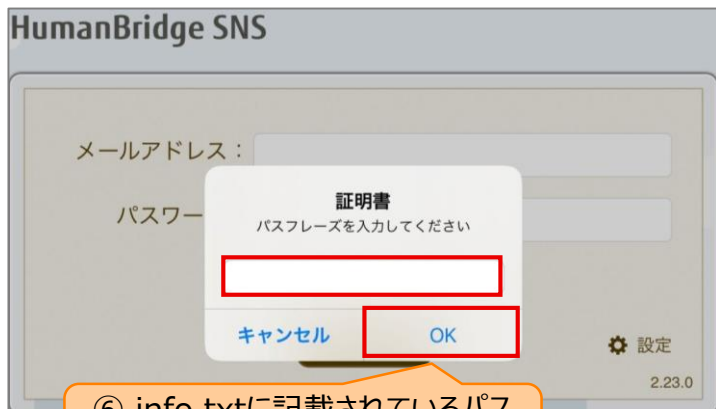 HumanBridge SNS
メールアドレス：
証明書
パスワー
パスフレーズを入力してください
キャンセル
OK
設定
2.23.0
⑥ info.txtに記載されているパス